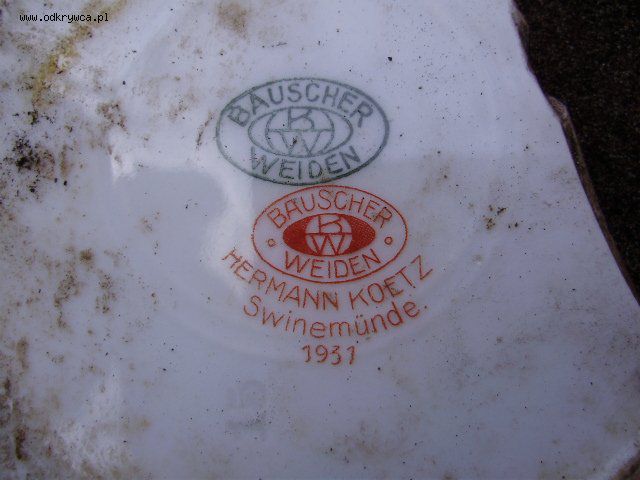 www.odkrywca.pl
BAUSCHER
BW
WEIDEN
BAUSCHER
BW
· WEIDEN ·
HERMANN KOETZ
Swinemünde.
1931